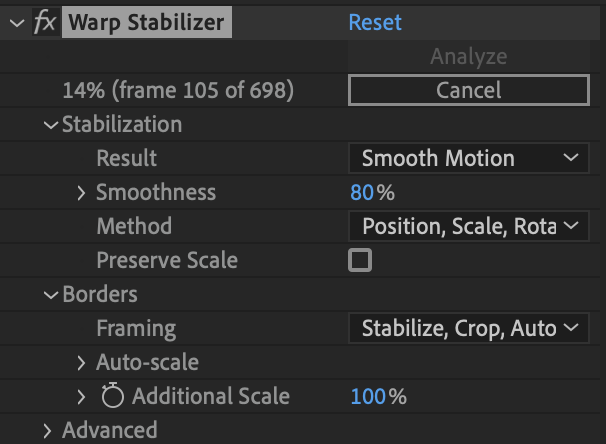 fx Warp Stabilizer Reset
Analyze
14% (frame 105 of 698) Cancel
Stabilization
Result Smooth Motion
Smoothness 80%
Method Position, Scale, Rota
Preserve Scale
Borders
Framing Stabilize, Crop, Auto
Auto-scale
Additional Scale 100%
Advanced